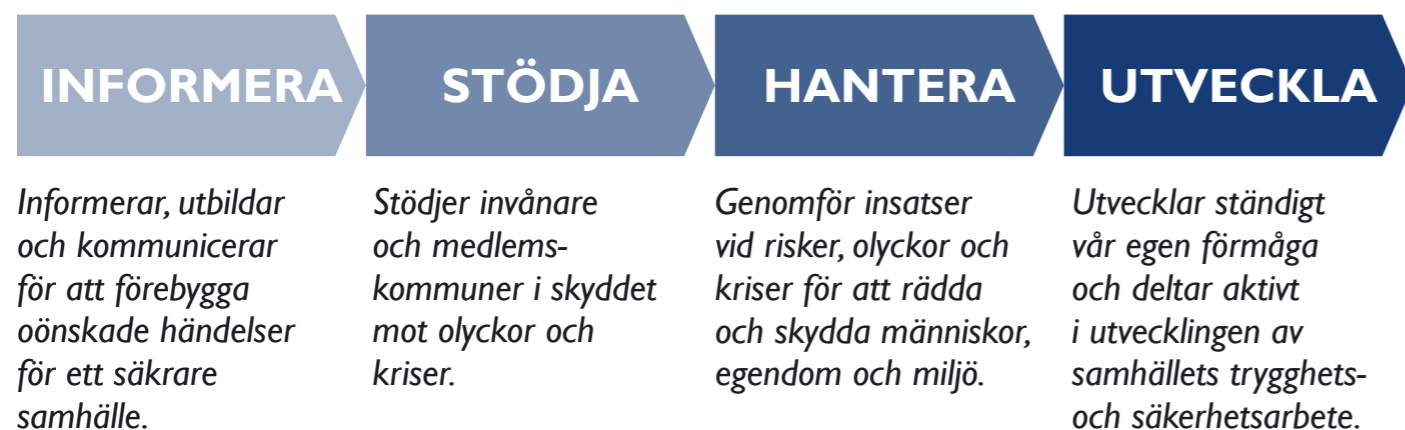 INFORMERA
Informerar, utbildar
och kommunicerar
för att förebygga
oönskade händelser
för ett säkrare
samhälle.
STÖDJA
Stödjer invånare
och medlems-
kommuner i skyddet
mot olyckor och
kriser.
HANTERA
Genomför insatser
vid risker, olyckor och
kriser för att rädda
och skydda människor,
egendom och miljö.
UTVECKLA
Utvecklar ständigt
vår egen förmåga
och deltar aktivt
i utvecklingen av
samhällets trygghets-
och säkerhetsarbete.